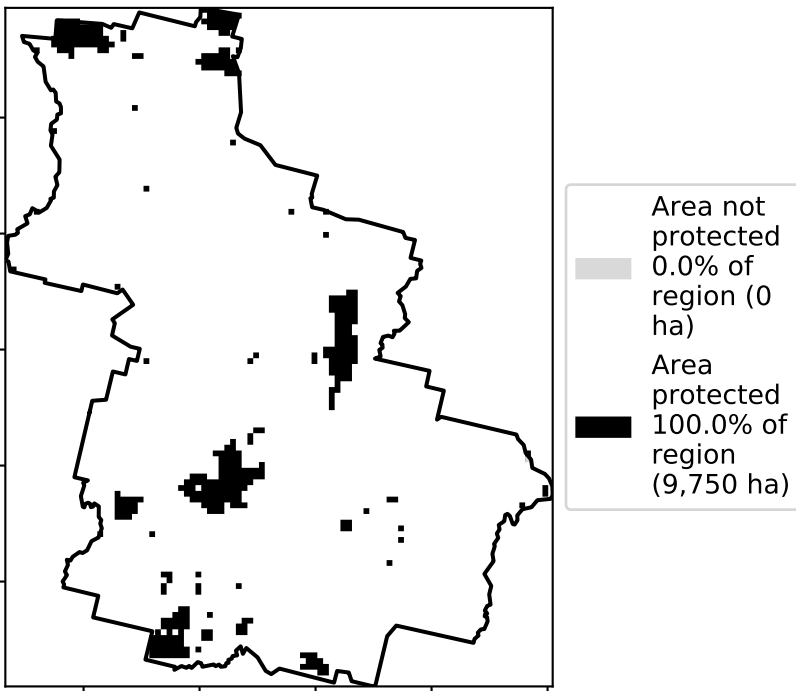 Area not
protected
0.0% of
region (0
ha)
Area
protected
100.0% of
region
(9,750 ha)